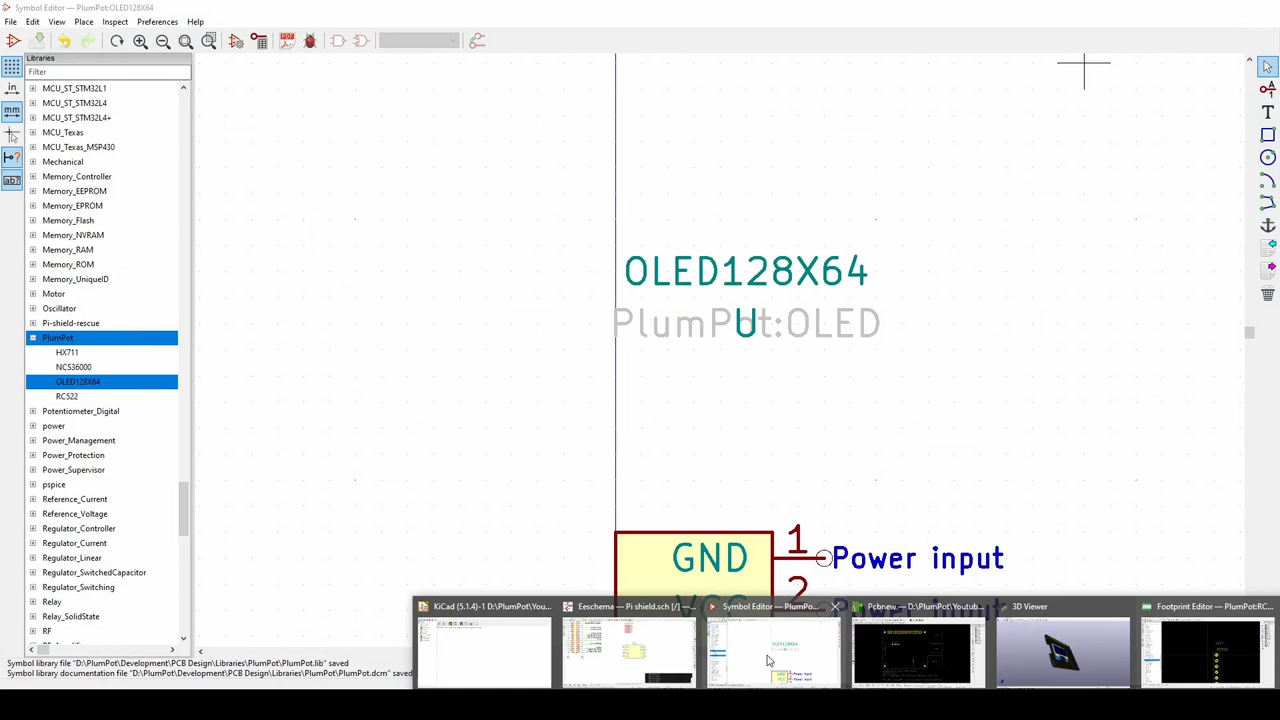 Symbol Editor — PlumPot:OLED128X64
File Edit View Place Inspect Preferences Help
Libraries
Filter
in
mm
MCU_ST_STM32L1
MCU_ST_STM32L4
MCU_ST_STM32L4+
MCU_Texas
MCU_Texas_MSP430
Mechanical
Memory_Controller
Memory_EEPROM
Memory_EPROM
Memory_Flash
Memory_NVRAM
Memory_RAM
Memory_ROM
Memory_UniqueID
Motor
Oscillator
Pi-shield-rescue
PlumPot
HX711
NCS36000
OLED128X64
RC522
Potentiometer_Digital
power
Power_Management
Power_Protection
Power_Supervisor
pspice
Reference_Current
Reference_Voltage
Regulator_Controller
Regulator_Current
Regulator_Linear
Regulator_SwitchedCapacitor
Regulator_Switching
Relay
Relay_SolidState
RF
OLED128X64
PlumPot:OLED
U
GND 1 Power input
VCC 2 Power input
KiCad (5.1.4)-1 D:\PlumPot\You...
Eeschema — Pi shield.sch [/] —...
Symbol Editor — PlumPo...
Pcbnew — D:\PlumPot\Youtub...
3D Viewer
Footprint Editor — PlumPot:RC...
Symbol library file "D:\PlumPot\Development\PCB Design\Libraries\PlumPot\PlumPot.lib" saved
Symbol library documentation file "D:\PlumPot\Development\PCB Design\Libraries\PlumPot\PlumPot.dcm" saved